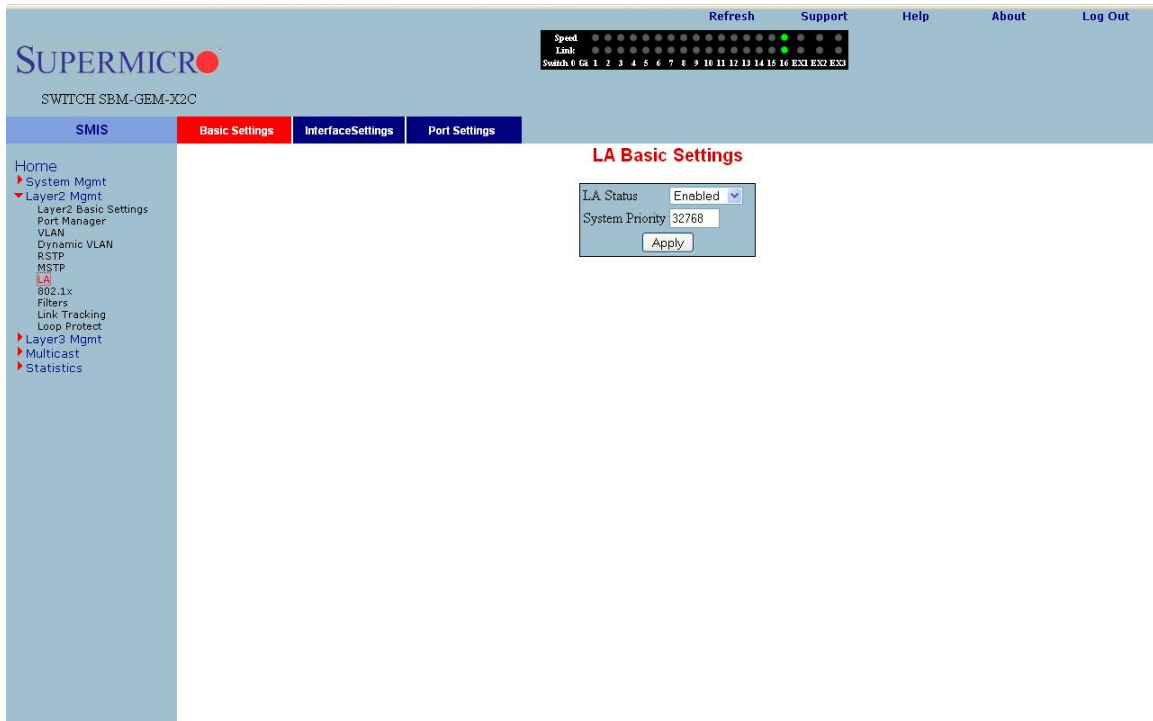 Refresh Support Help About Log Out
SUPERMICRO
SWITCH SBM-GEM-X2C
Speed
Link
Switch 0 Gi 1 2 3 4 5 6 7 8 9 10 11 12 13 14 15 16 EX1 EX2 EX3
SMIS
Basic Settings
InterfaceSettings
Port Settings
Home
System Mgmt
Layer2 Mgmt
Layer2 Basic Settings
Port Manager
VLAN
Dynamic VLAN
RSTP
MSTP
LA
802.1x
Filters
Link Tracking
Loop Protect
Layer3 Mgmt
Multicast
Statistics
LA Basic Settings
LA Status Enabled
System Priority 32768
Apply